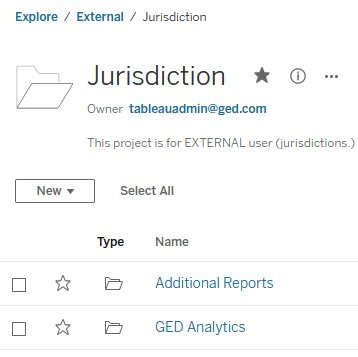 Explore / External / Jurisdiction
Jurisdiction
Owner tableauadmin@ged.com
This project is for EXTERNAL user (jurisdictions.)
New Select All
Type Name
Additional Reports
GED Analytics